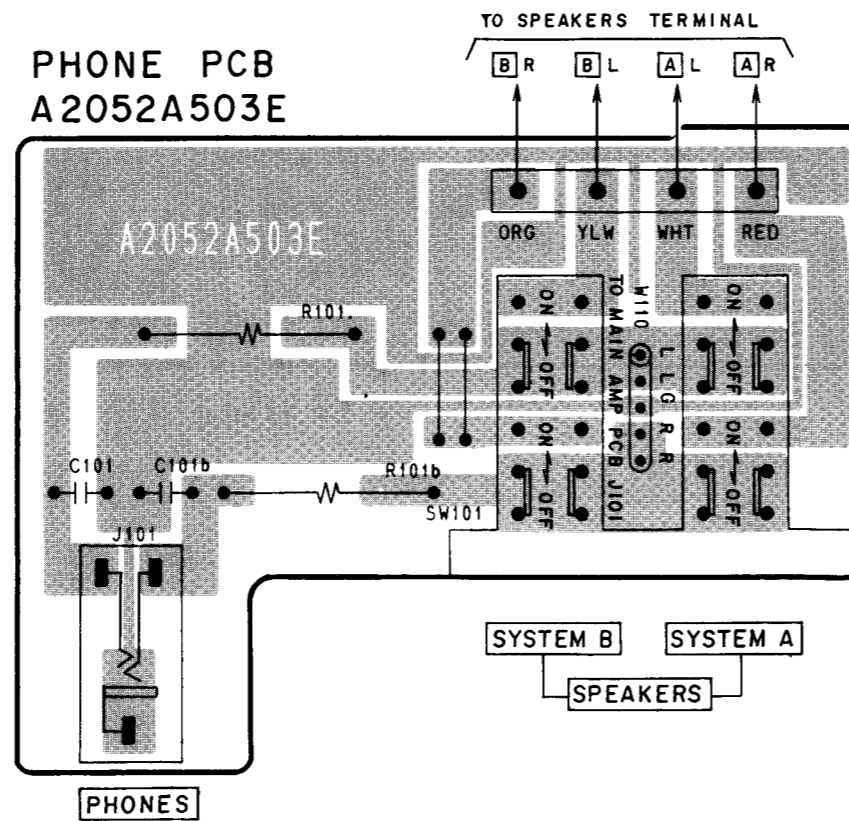 TO SPEAKERS TERMINAL
PHONE PCB
A2052A503E
B R B L A L A R
A2052A503E
ORG YLW WHT RED
TO MAIN AMP PCB J101
W110
L L G R R
ON OFF
ON OFF
ON OFF
ON OFF
R101
C101 C101b
R101b
SW101
J101
SYSTEM B SYSTEM A
SPEAKERS
PHONES